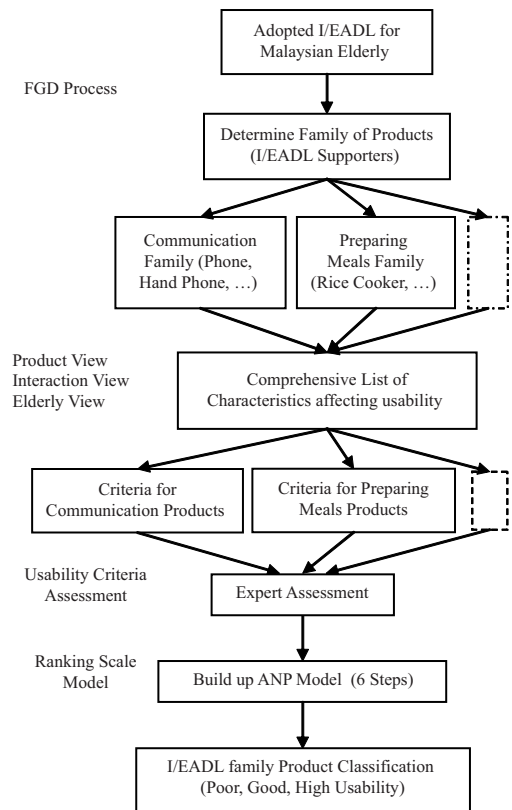 Adopted I/EADL for
Malaysian Elderly
FGD Process
Determine Family of Products
(I/EADL Supporters)
Communication
Family (Phone,
Hand Phone, …)
Preparing
Meals Family
(Rice Cooker, …)
Product View
Interaction View
Elderly View
Comprehensive List of
Characteristics affecting usability
Criteria for
Communication Products
Criteria for Preparing
Meals Products
Usability Criteria
Assessment
Expert Assessment
Ranking Scale
Model
Build up ANP Model (6 Steps)
I/EADL family Product Classification
(Poor, Good, High Usability)